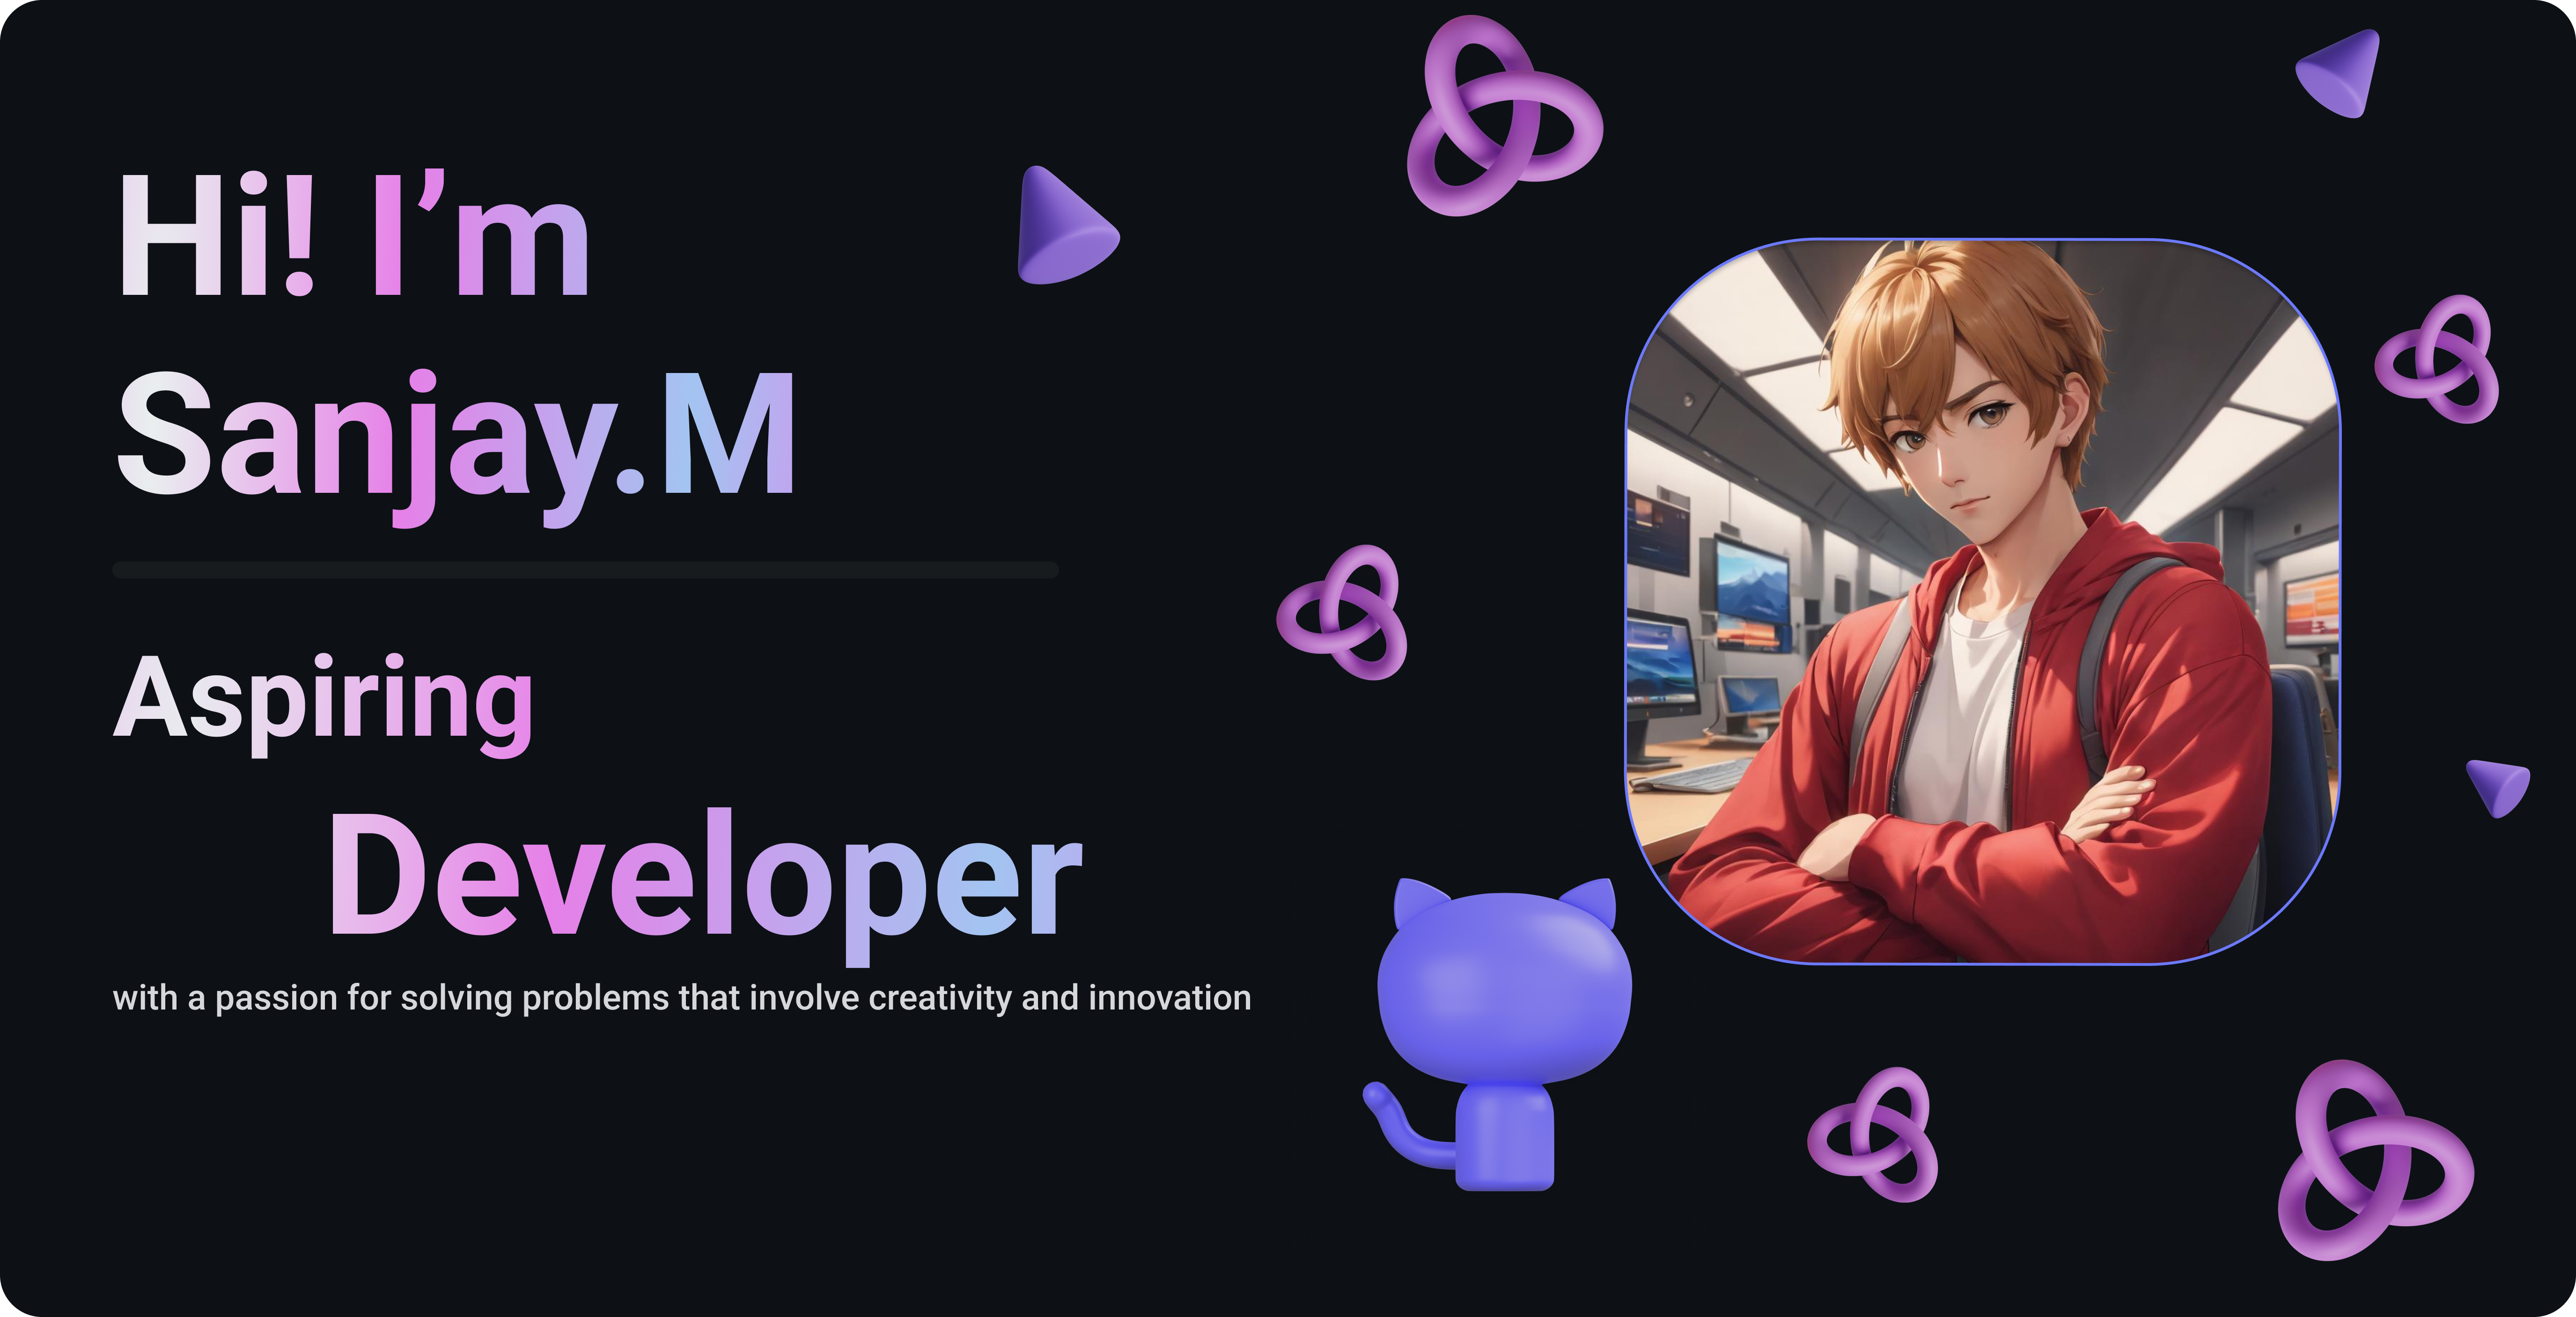 Hi! I’m
Sanjay.M
Aspiring
Developer
with a passion for solving problems that involve creativity and innovation